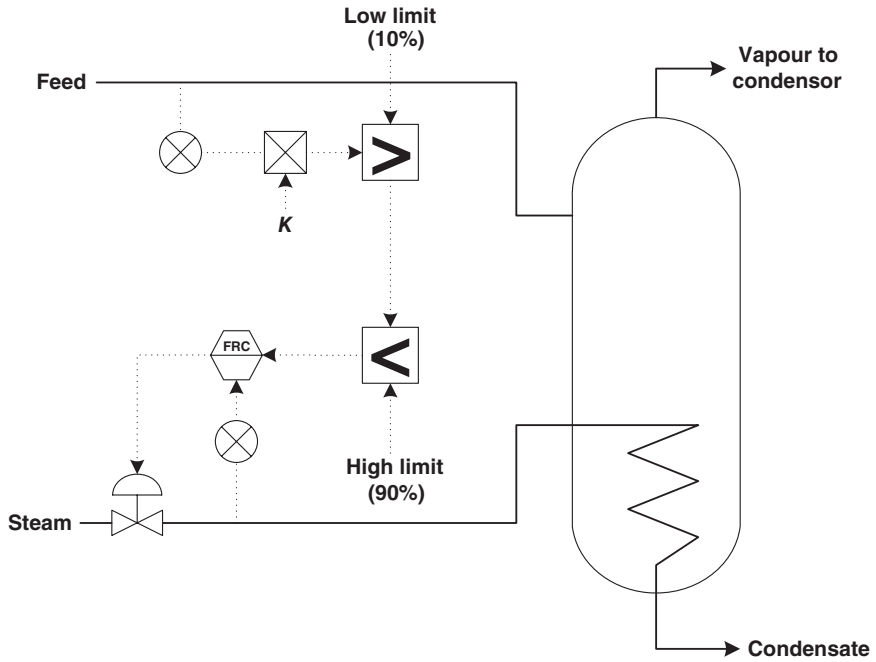 Low limit
(10%)
Feed
Vapour to
condensor
>
K
FRC
<
High limit
(90%)
Steam
Condensate